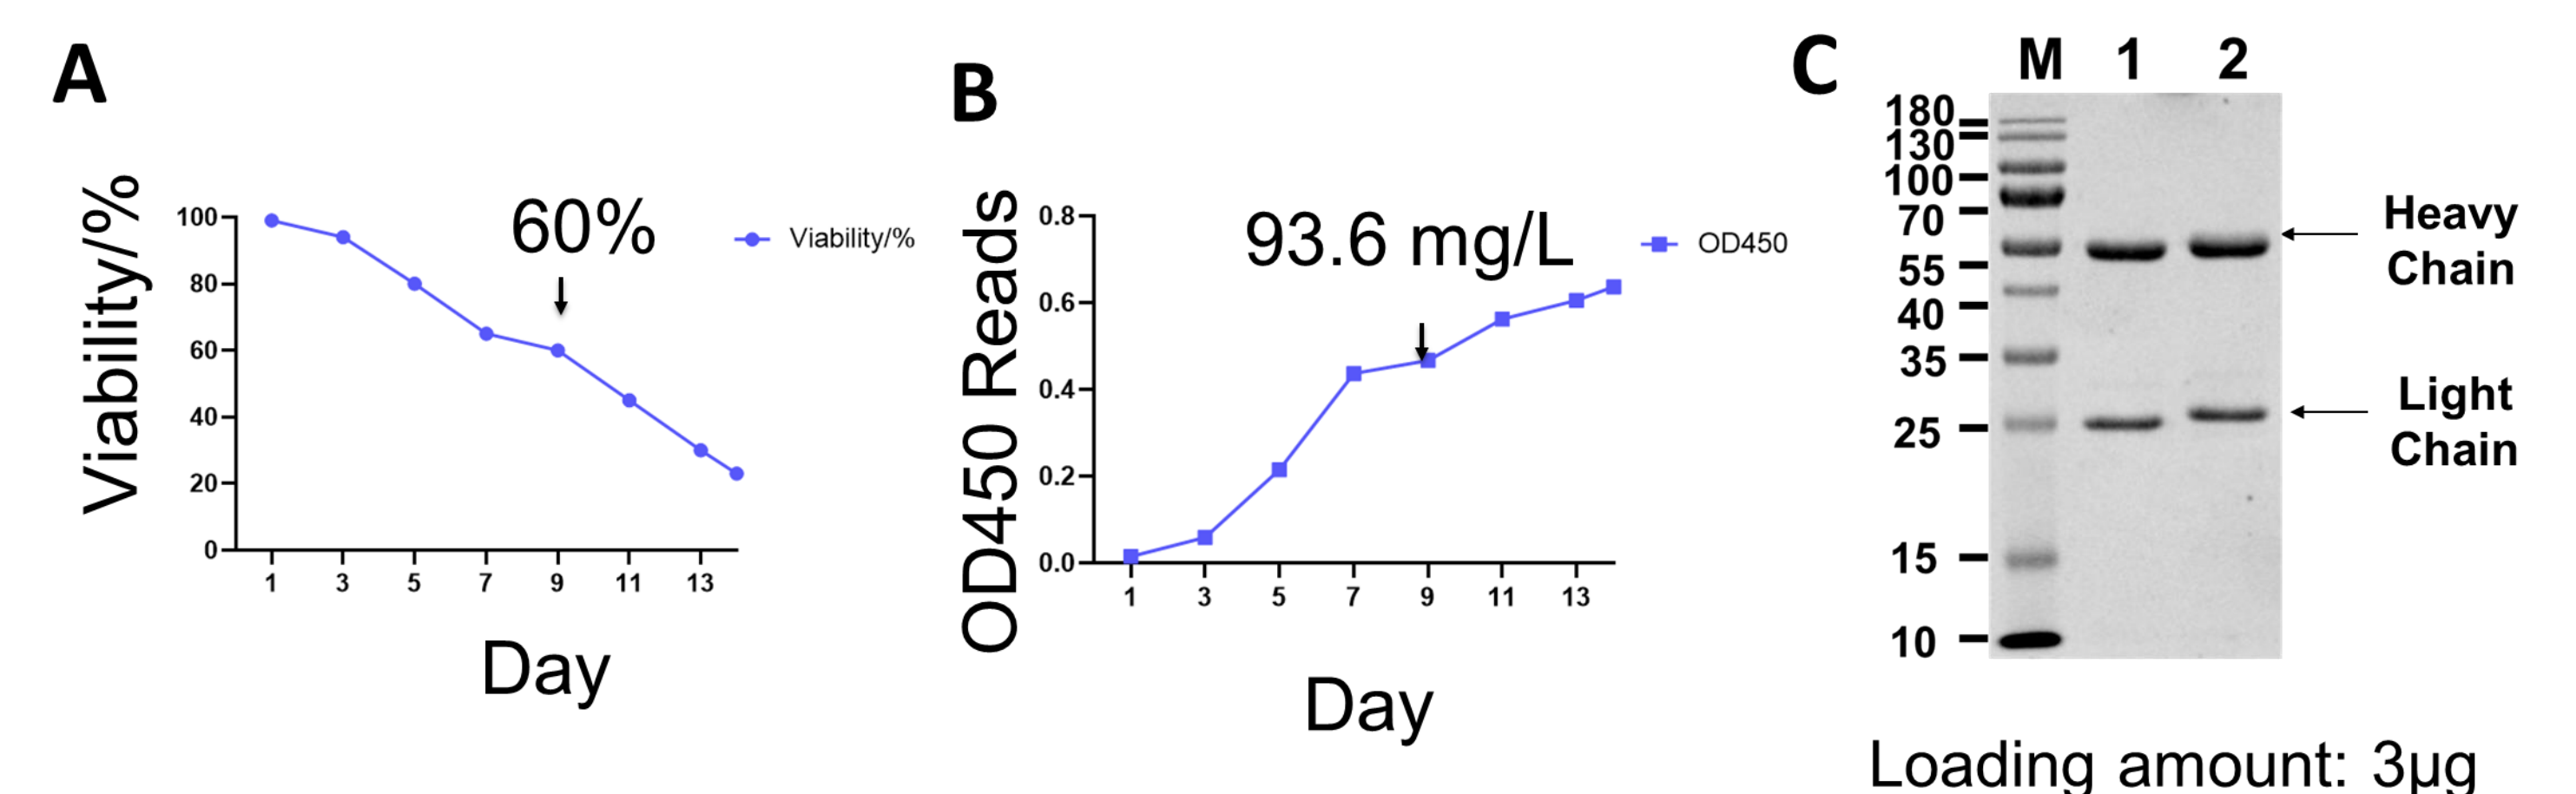 A
Viability/%
100
80
60
40
20
0
1 3 5 7 9 11 13
Day
60%
Viability/%
B
OD450 Reads
0.8
0.6
0.4
0.2
0.0
1 3 5 7 9 11 13
Day
93.6 mg/L
OD450
C
M 1 2
180
130
100
70
55
40
35
25
15
10
Heavy
Chain
Light
Chain
Loading amount: 3µg